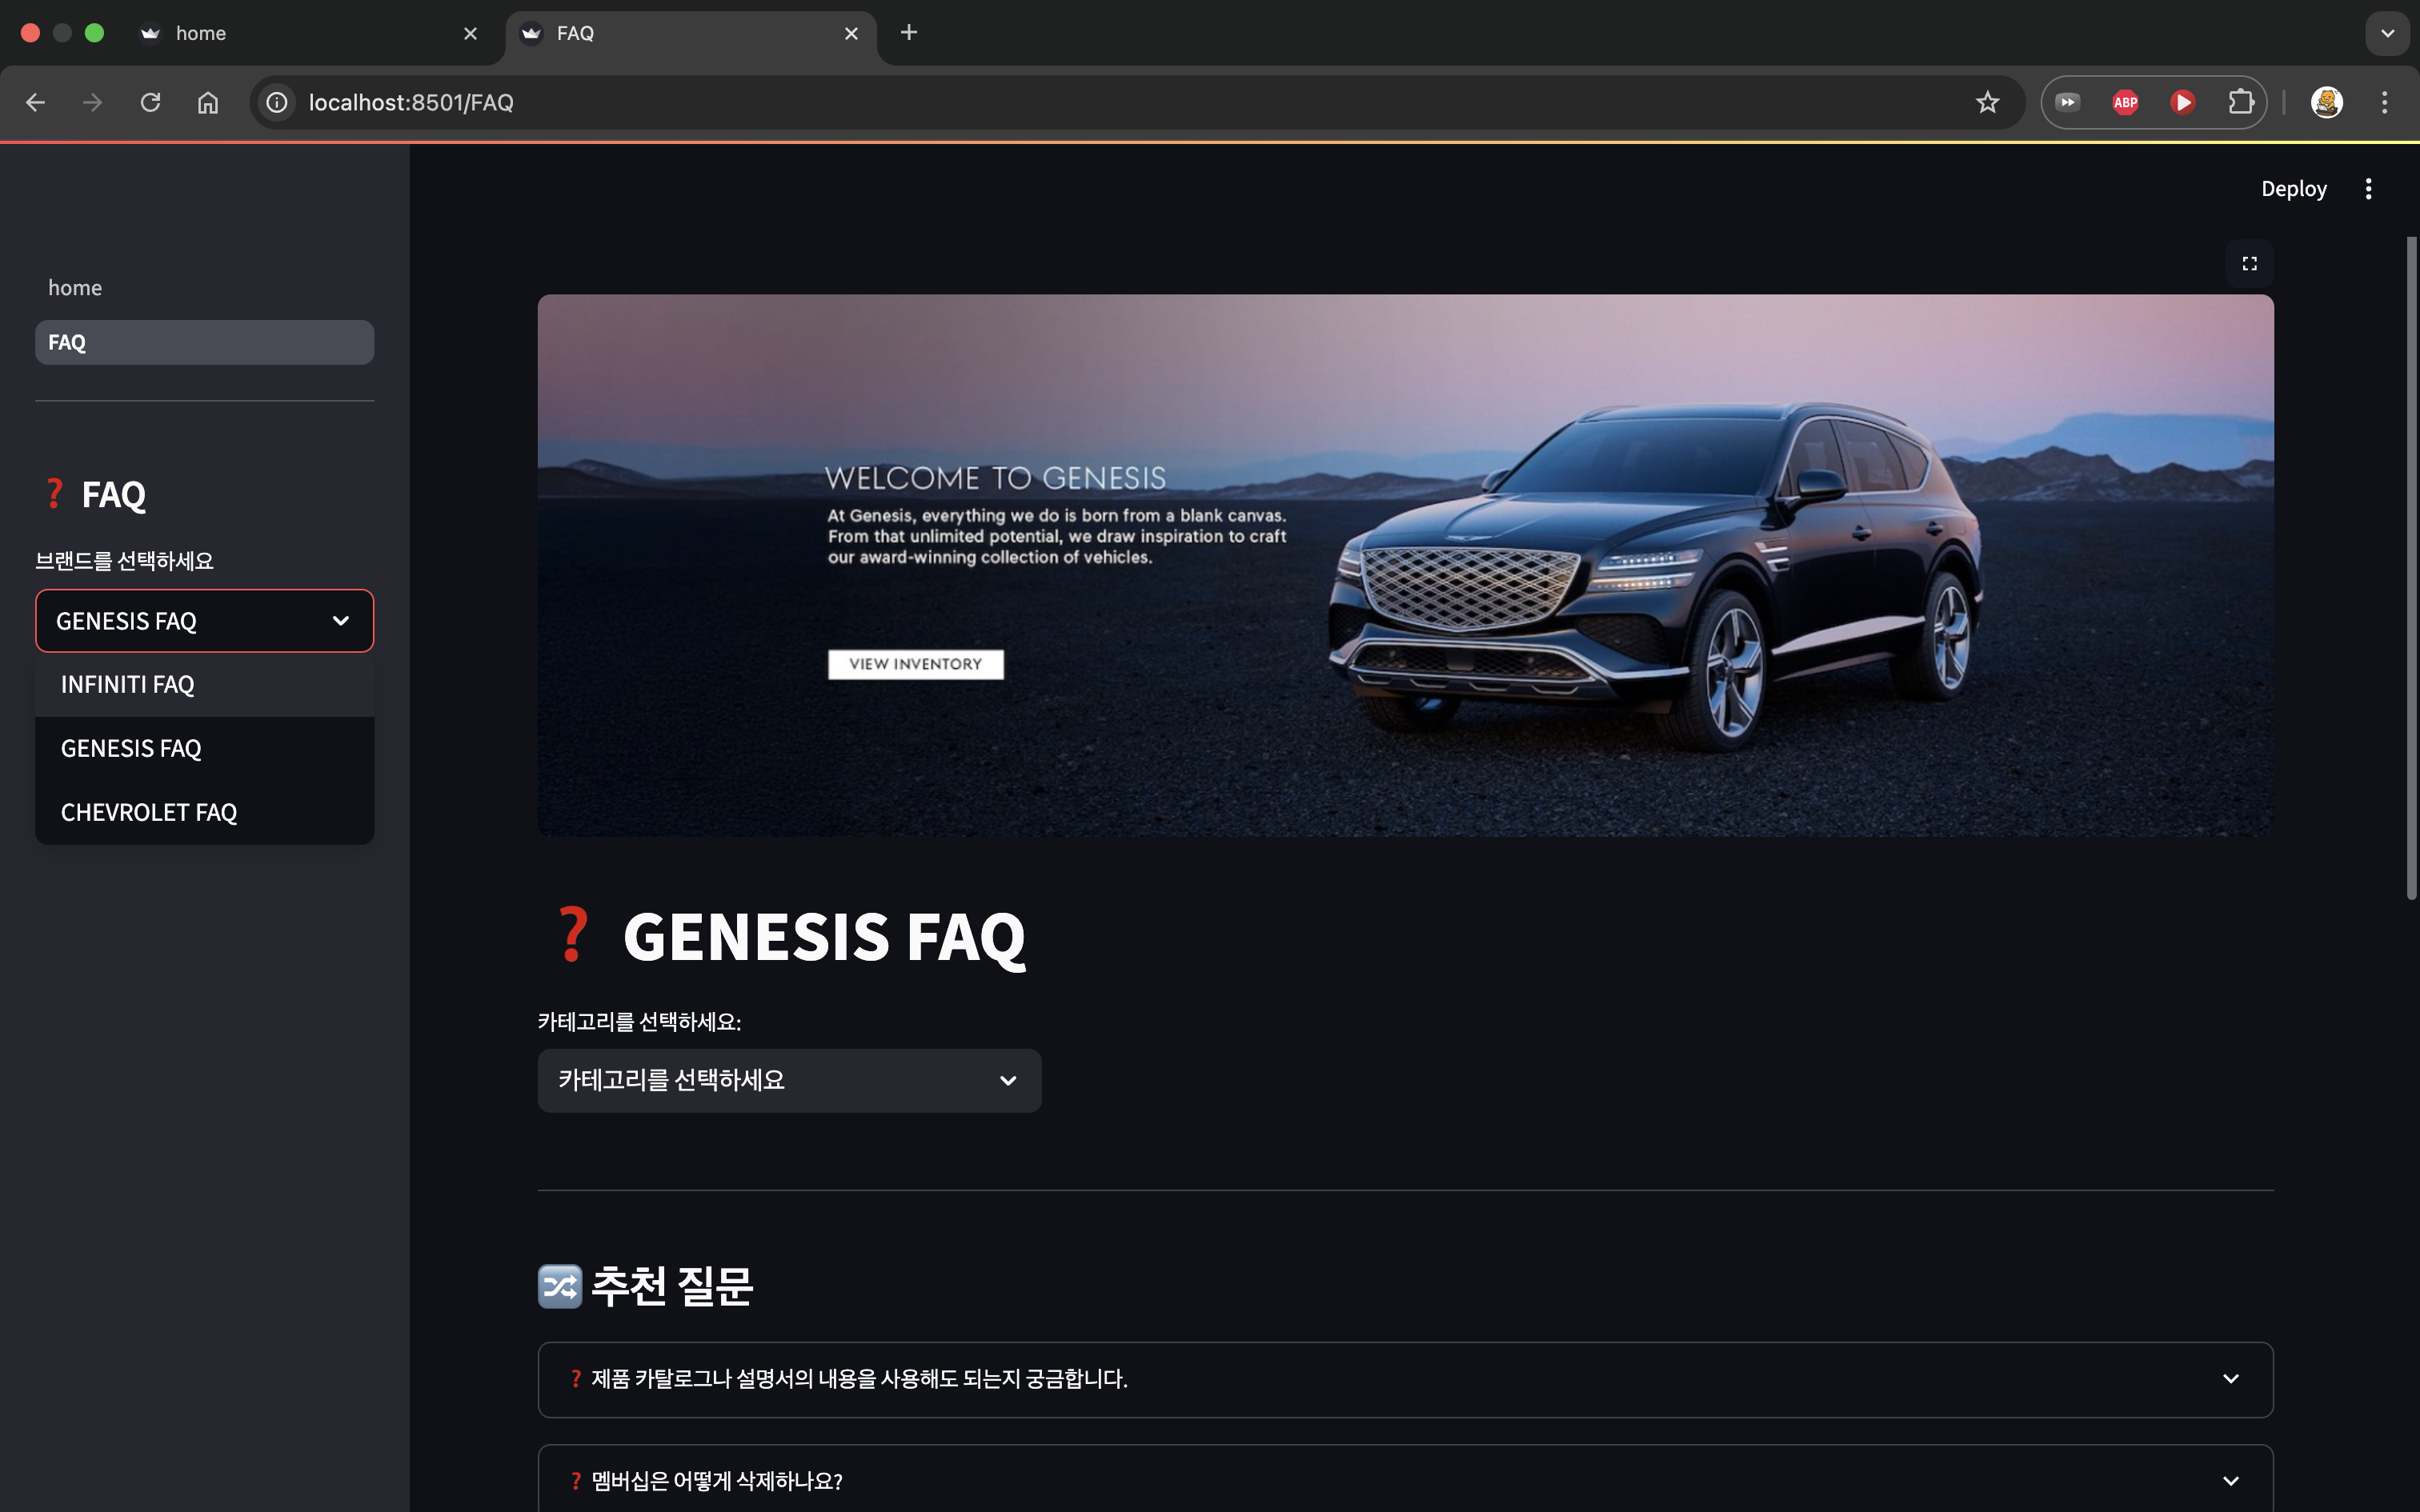 home
FAQ
localhost:8501/FAQ
ABP
Deploy
home
FAQ
❓ FAQ
브랜드를 선택하세요
GENESIS FAQ
INFINITI FAQ
GENESIS FAQ
CHEVROLET FAQ
WELCOME TO GENESIS
At Genesis, everything we do is born from a blank canvas.
From that unlimited potential, we draw inspiration to craft
our award-winning collection of vehicles.
VIEW INVENTORY
❓ GENESIS FAQ
카테고리를 선택하세요:
카테고리를 선택하세요
🔀 추천 질문
❓ 제품 카탈로그나 설명서의 내용을 사용해도 되는지 궁금합니다.
❓ 멤버십은 어떻게 삭제하나요?